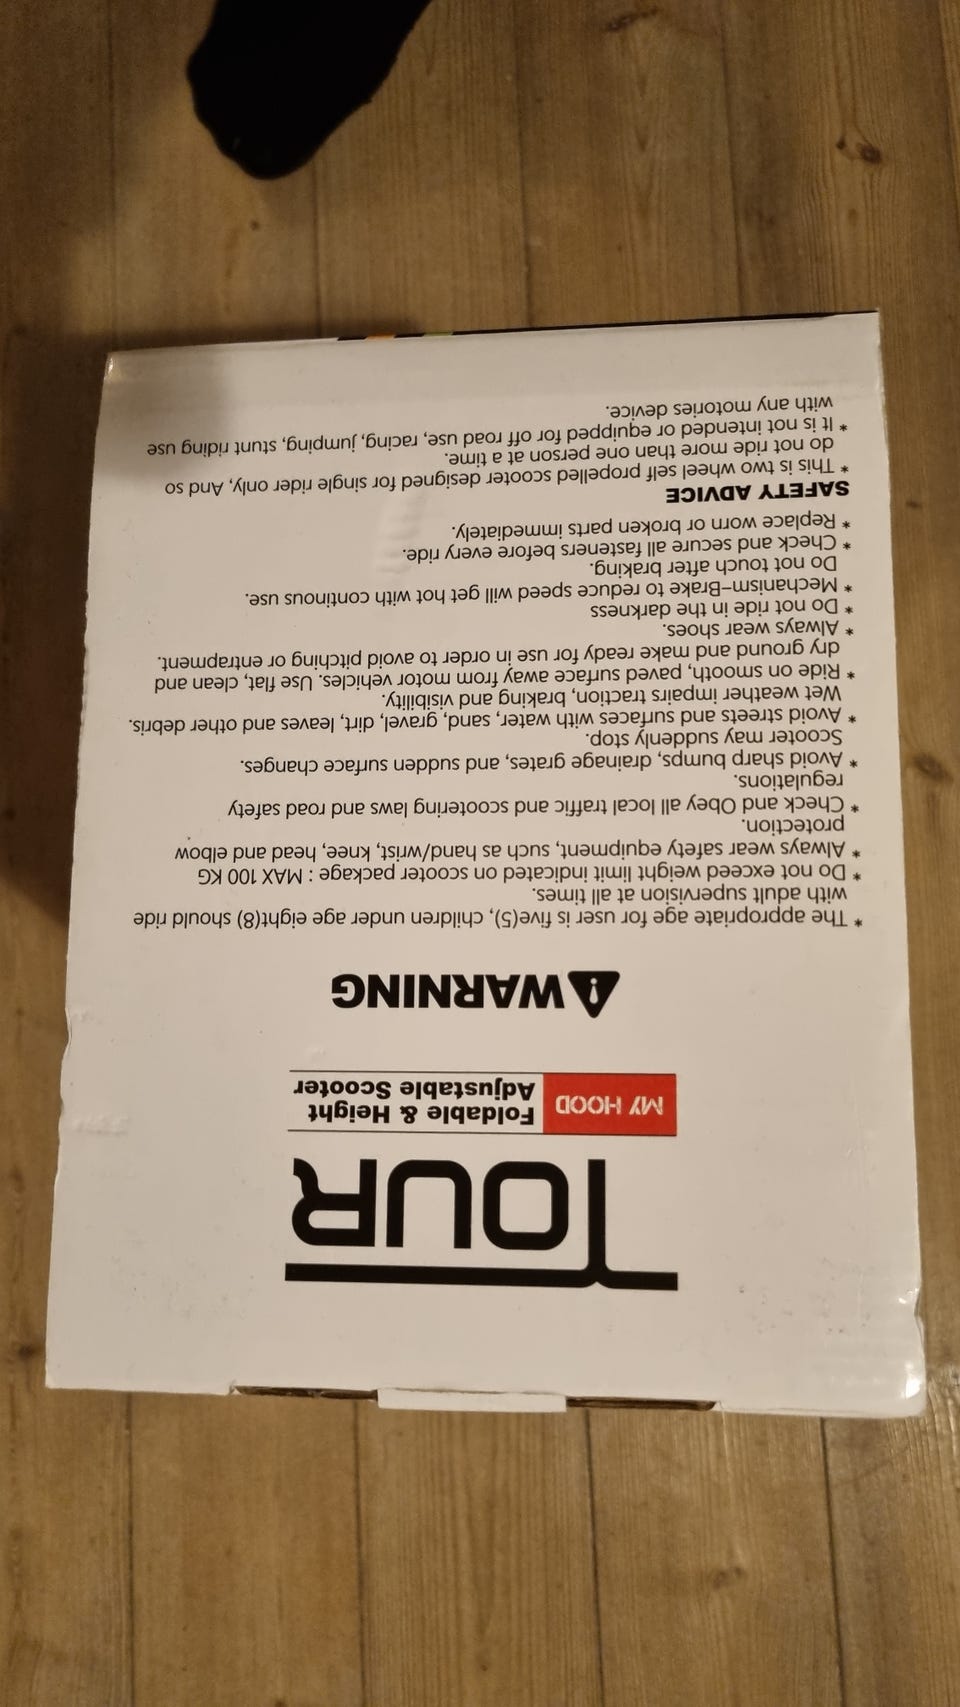 TOUR
MY HOOD
Foldable & Height
Adjustable Scooter
WARNING
* The appropriate age for user is five(5), children under age eight(8) should ride
with adult supervision at all times.
* Do not exceed weight limit indicated on scooter package : MAX 100 KG
* Always wear safety equipment, such as hand/wrist, knee, head and elbow
protection.
* Check and Obey all local traffic and scootering laws and road safety
regulations.
* Avoid sharp bumps, drainage grates, and sudden surface changes.
Scooter may suddenly stop.
* Avoid streets and surfaces with water, sand, gravel, dirt, leaves and other debris.
Wet weather impairs traction, braking and visibility.
* Ride on smooth, paved surface away from motor vehicles. Use flat, clean and
dry ground and make ready for use in order to avoid pitching or entrapment.
* Always wear shoes.
* Do not ride in the darkness
* Mechanism-Brake to reduce speed will get hot with continous use.
Do not touch after braking.
* Check and secure all fasteners before every ride.
* Replace worn or broken parts immediately.
SAFETY ADVICE
* This is two wheel self propelled scooter designed for single rider only, And so
do not ride more than one person at a time.
* It is not intended or equipped for off road use, racing, jumping, stunt riding use
with any motories device.